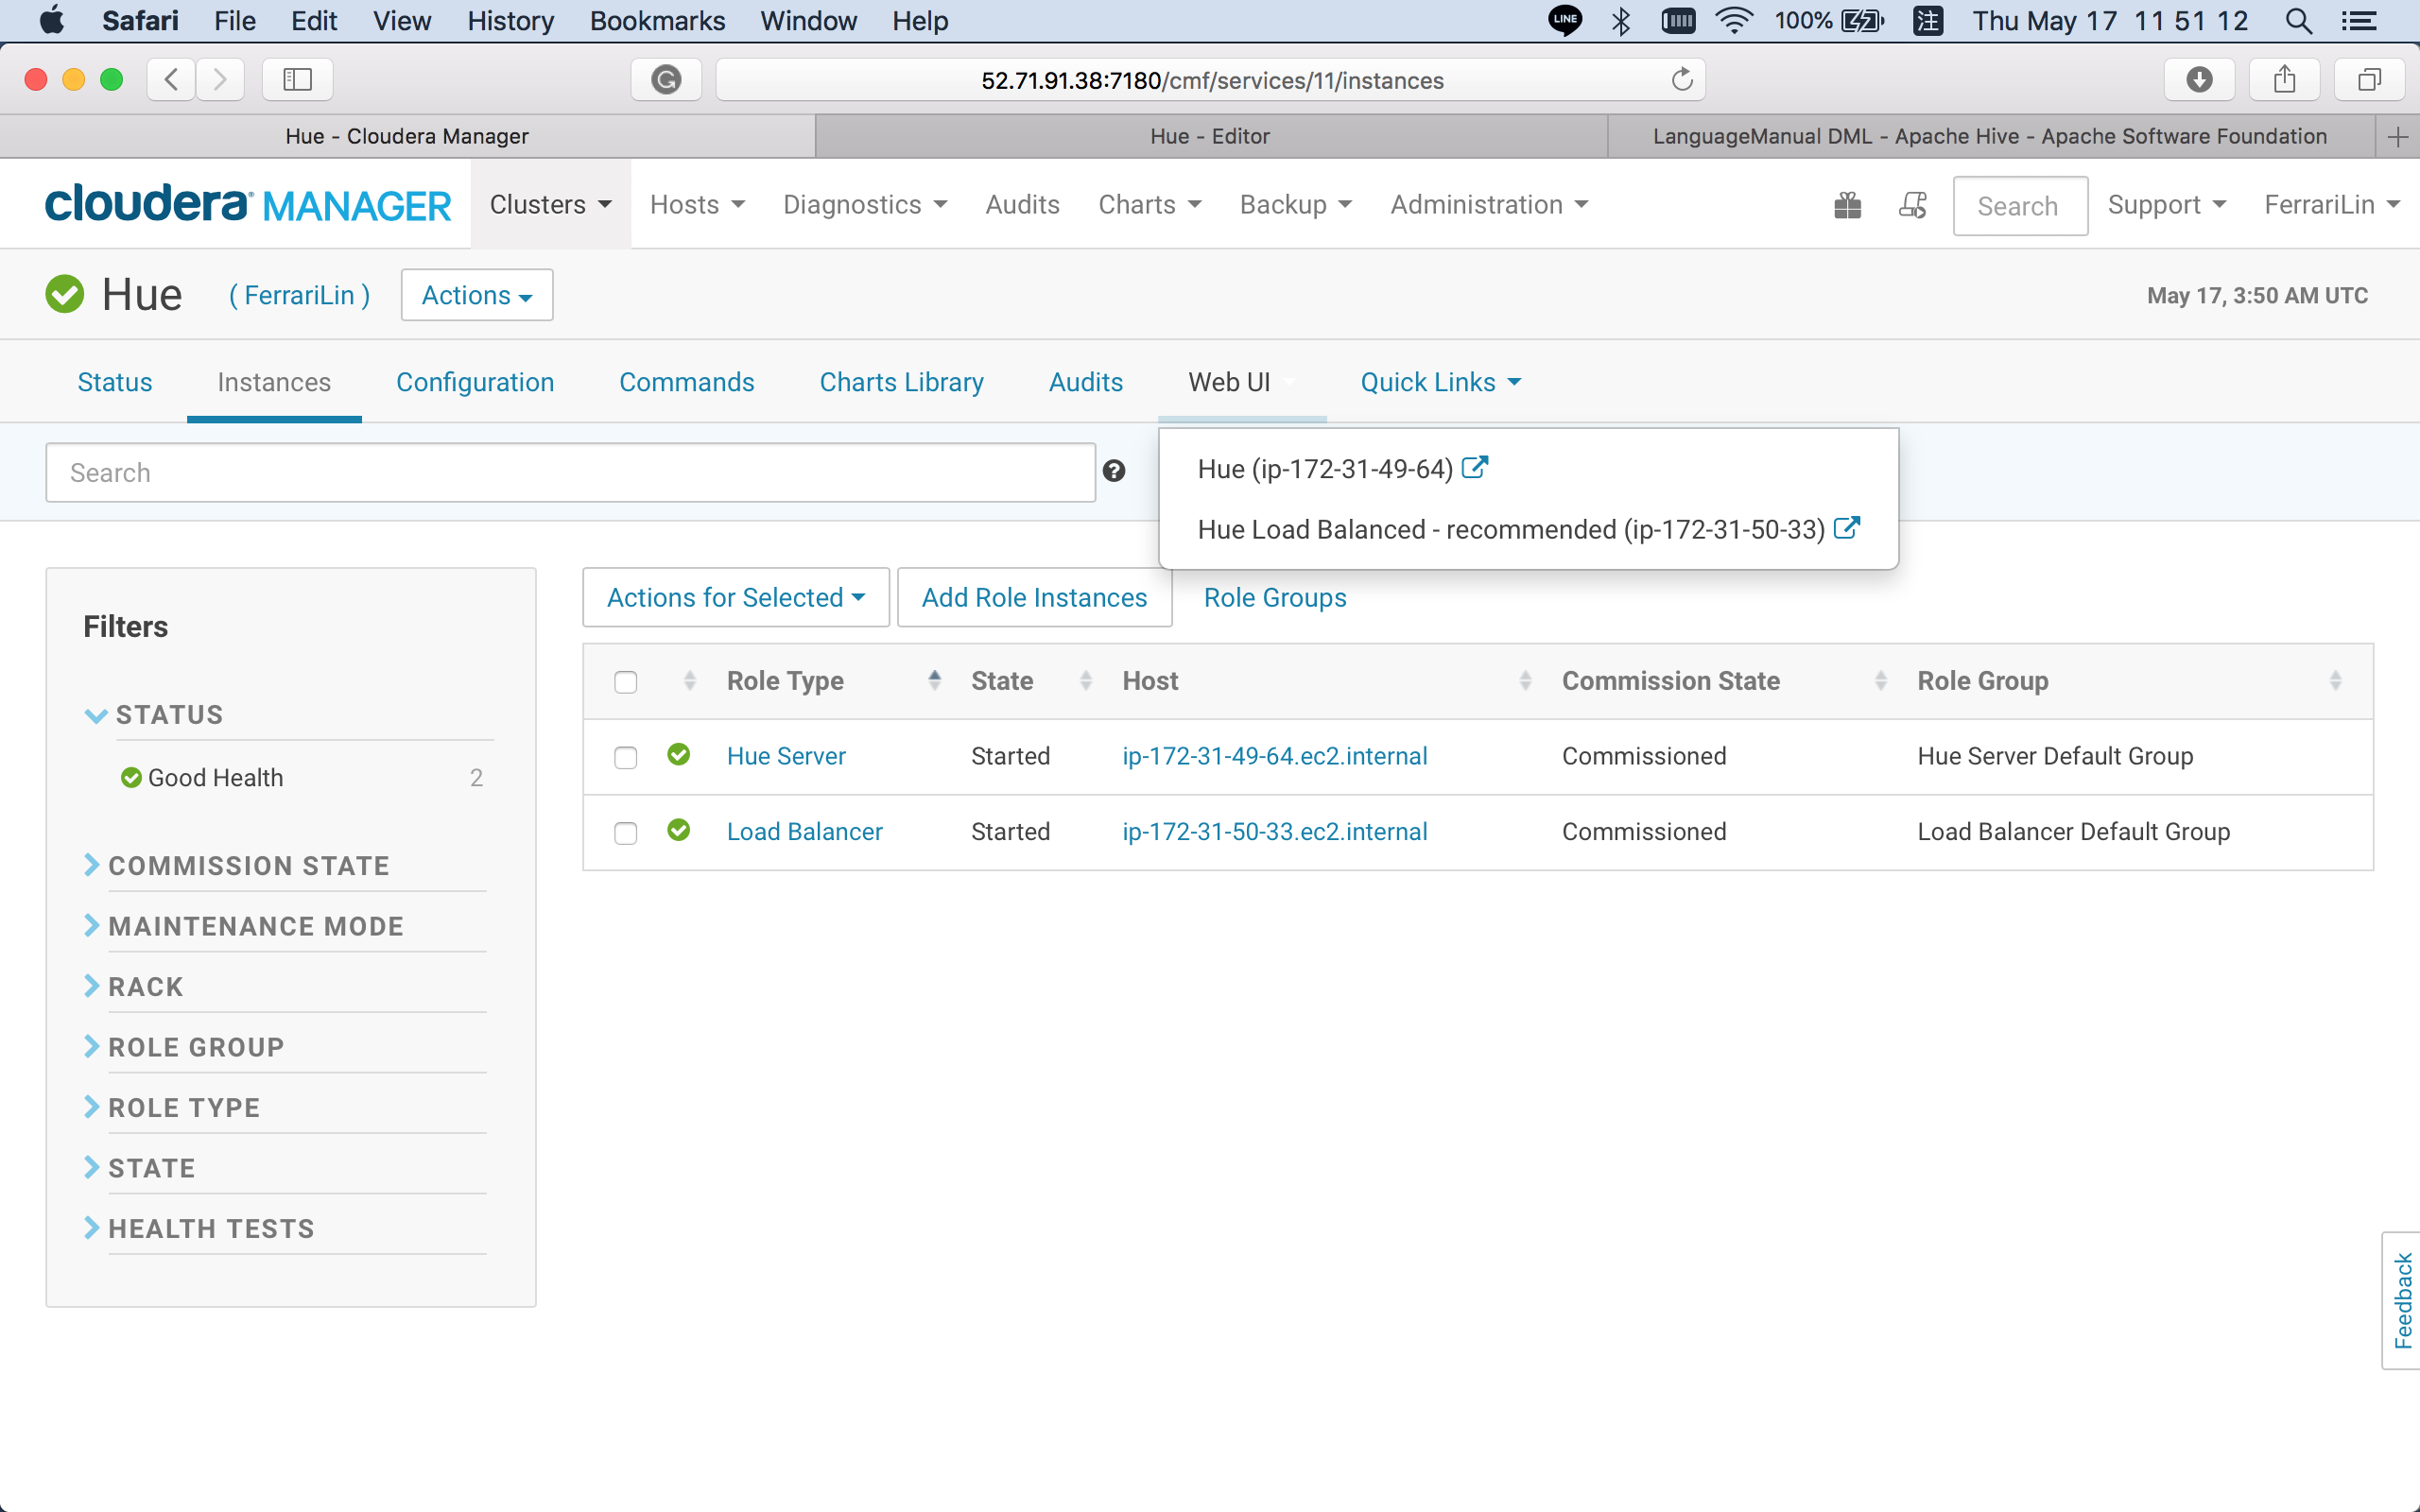 Safari File Edit View History Bookmarks Window Help LINE 100% 注 Thu May 17 11 51 12
52.71.91.38:7180/cmf/services/11/instances
Hue - Cloudera Manager Hue - Editor LanguageManual DML - Apache Hive - Apache Software Foundation
cloudera MANAGER Clusters Hosts Diagnostics Audits Charts Backup Administration Search Support FerrariLin
Hue ( FerrariLin ) Actions May 17, 3:50 AM UTC
Status Instances Configuration Commands Charts Library Audits Web UI Quick Links
Search
Hue (ip-172-31-49-64)
Hue Load Balanced - recommended (ip-172-31-50-33)
Actions for Selected Add Role Instances Role Groups
Filters
STATUS
Good Health 2
COMMISSION STATE
MAINTENANCE MODE
RACK
ROLE GROUP
ROLE TYPE
STATE
HEALTH TESTS
Role Type State Host Commission State Role Group
Hue Server Started ip-172-31-49-64.ec2.internal Commissioned Hue Server Default Group
Load Balancer Started ip-172-31-50-33.ec2.internal Commissioned Load Balancer Default Group
Feedback